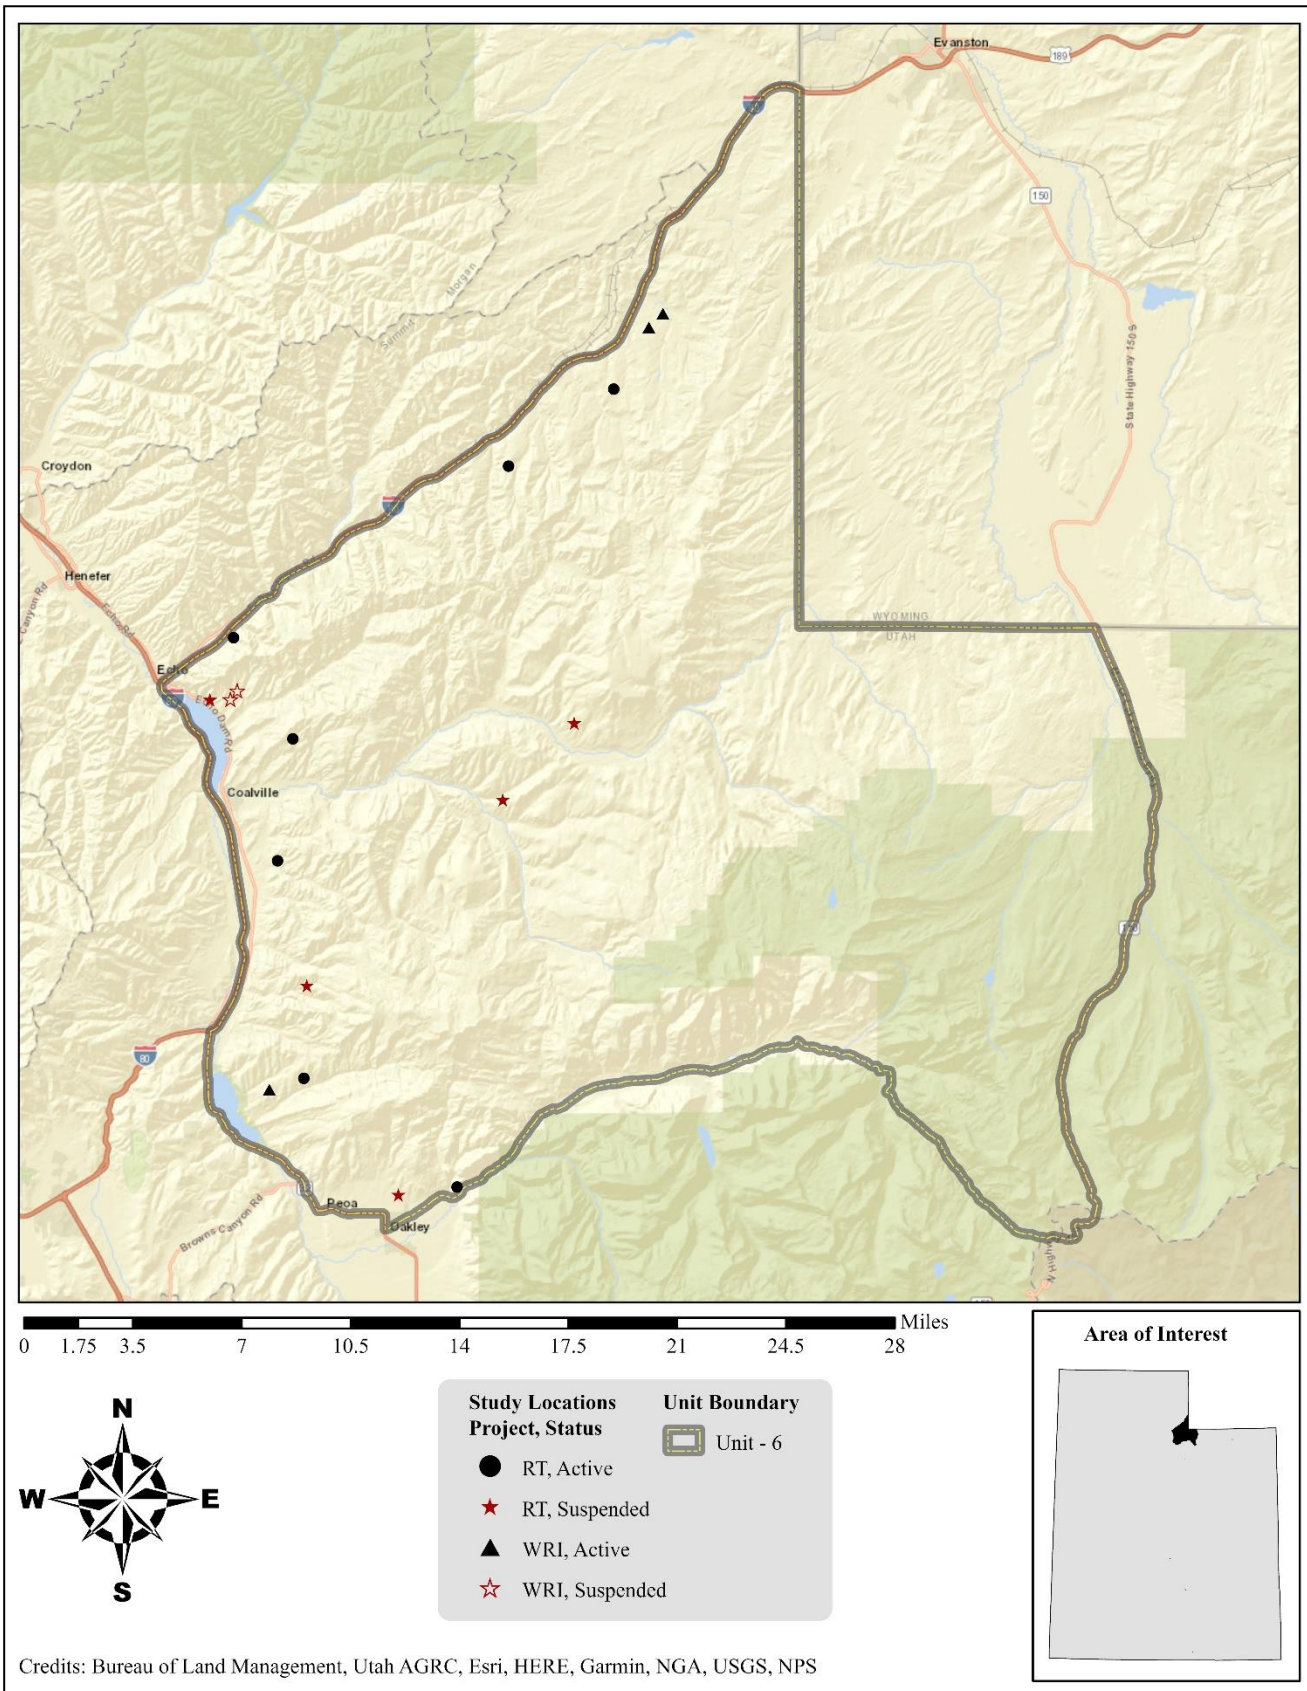 Evanston
189
150
Morgan
Summit
State Highway 150 S
Croydon
Henefer
Canyon Rd
Echo Rd
Echo
WYOMING
UTAH
Coalville
150
80
Peoa
Browns Canyon Rd
Oakley
0 1.75 3.5 7 10.5 14 17.5 21 24.5 28 Miles
Area of Interest
N
W E
S
Study Locations
Project, Status
RT, Active
RT, Suspended
WRI, Active
WRI, Suspended
Unit Boundary
Unit - 6
Credits: Bureau of Land Management, Utah AGRC, Esri, HERE, Garmin, NGA, USGS, NPS